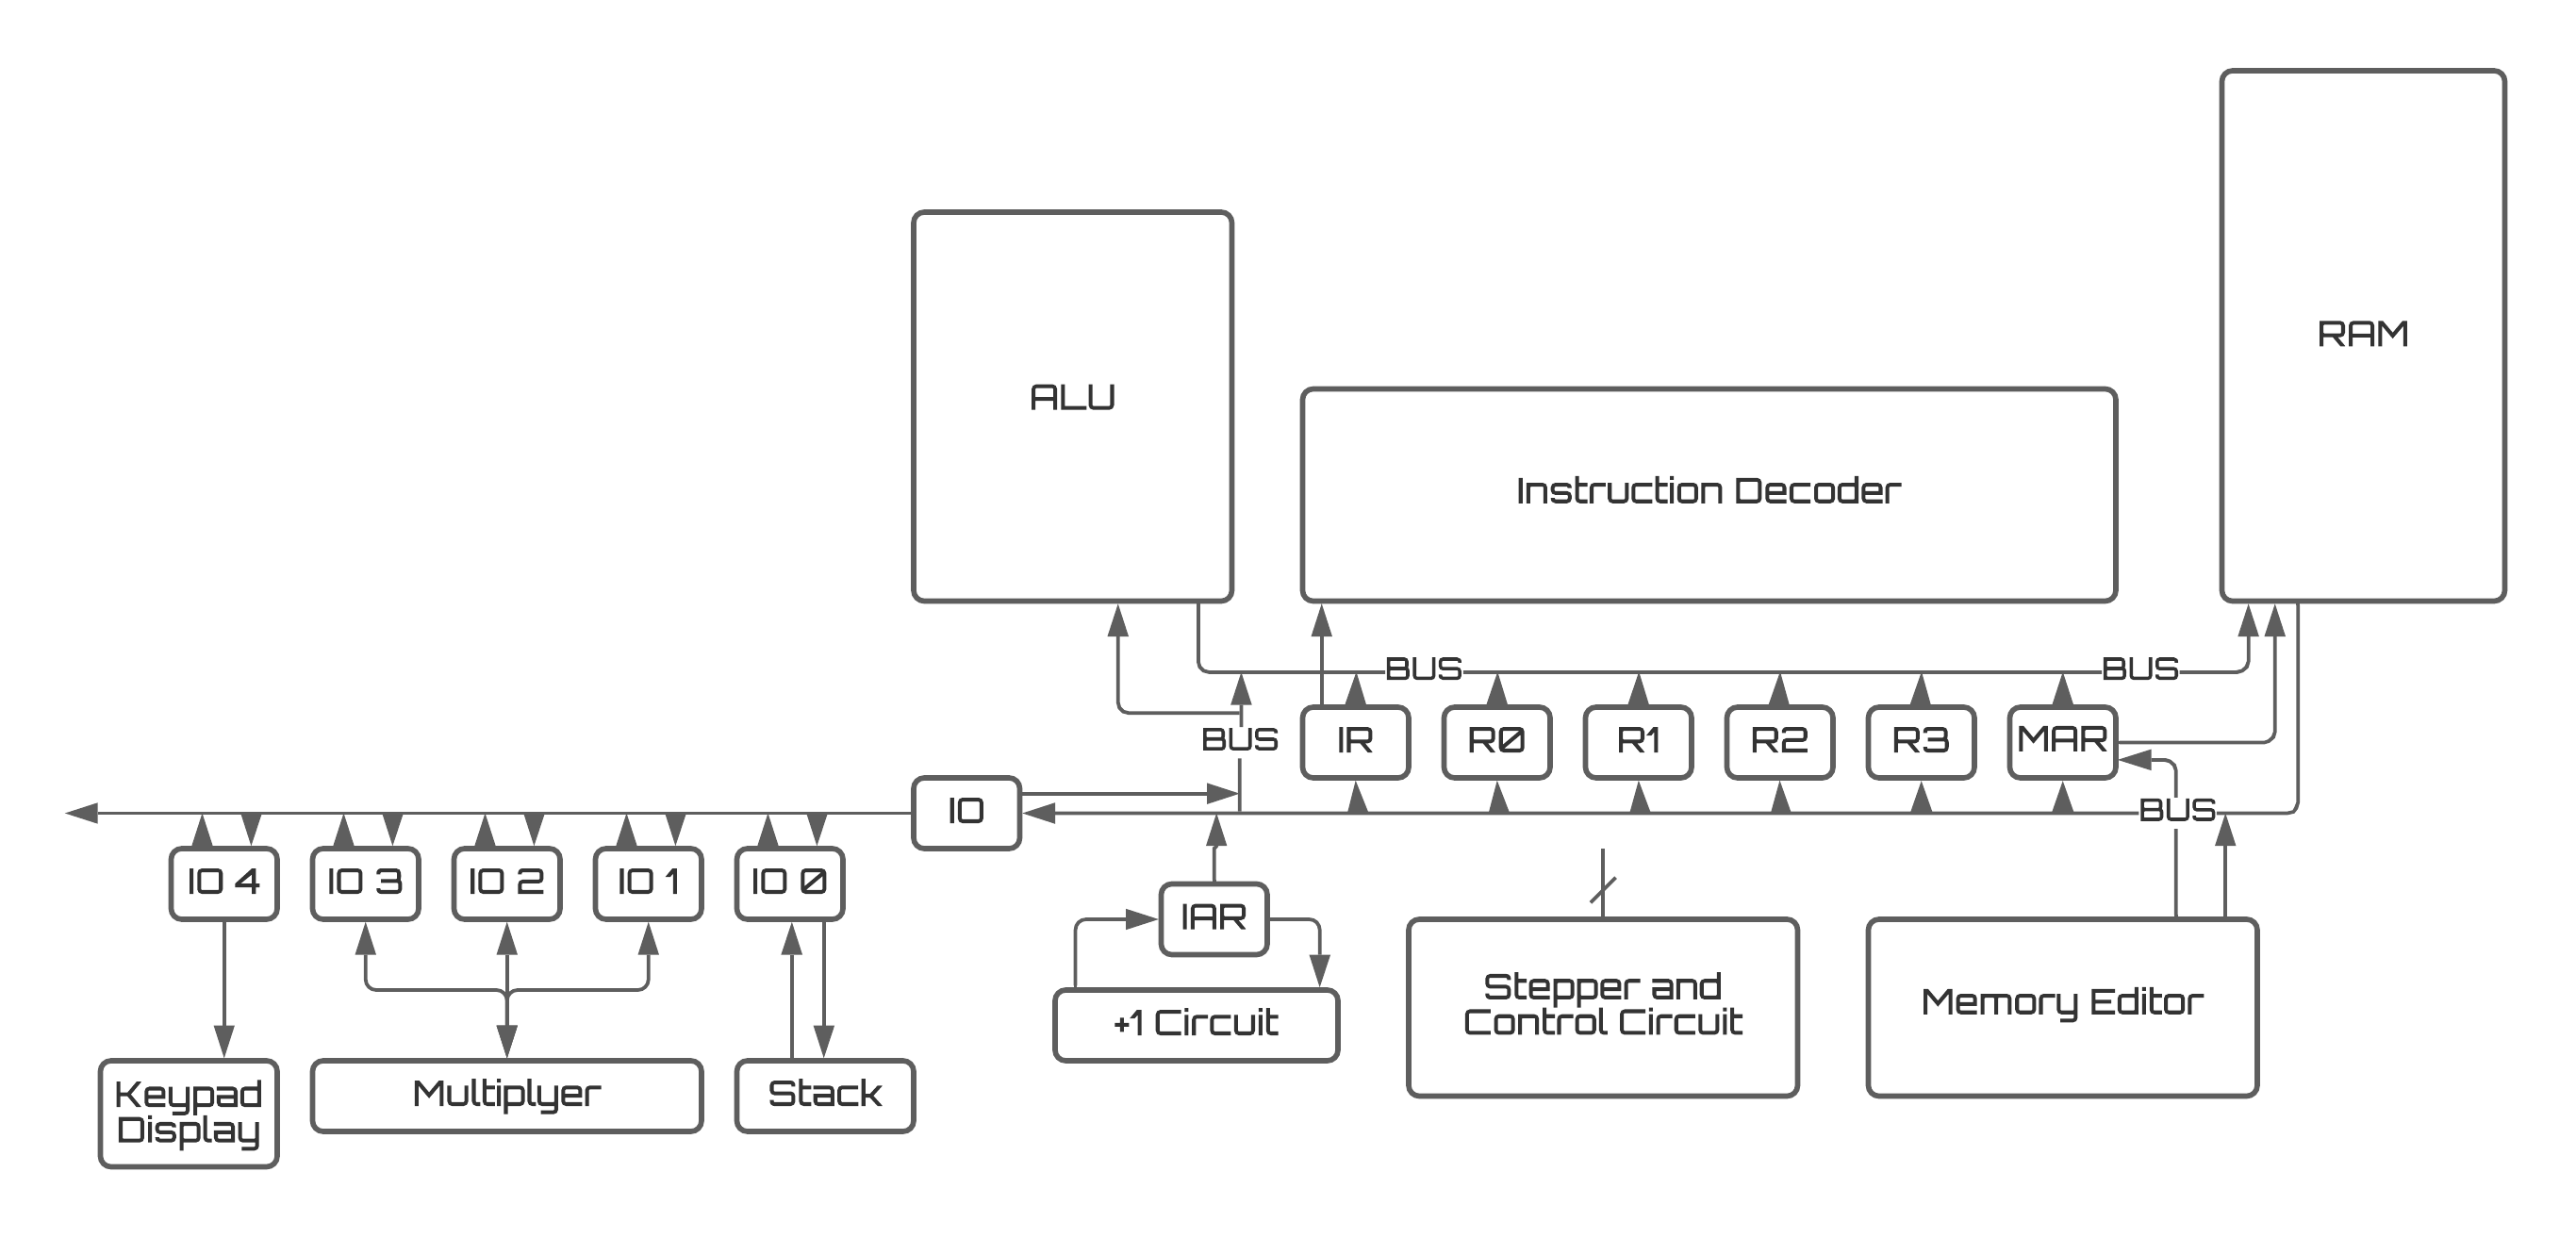 RAM
ALU
Instruction Decoder
BUS
BUS
BUS
IR
R0
R1
R2
R3
MAR
IO
BUS
IO 4
IO 3
IO 2
IO 1
IO 0
IAR
Stepper and
Control Circuit
Memory Editor
+1 Circuit
Keypad
Display
Multiplyer
Stack